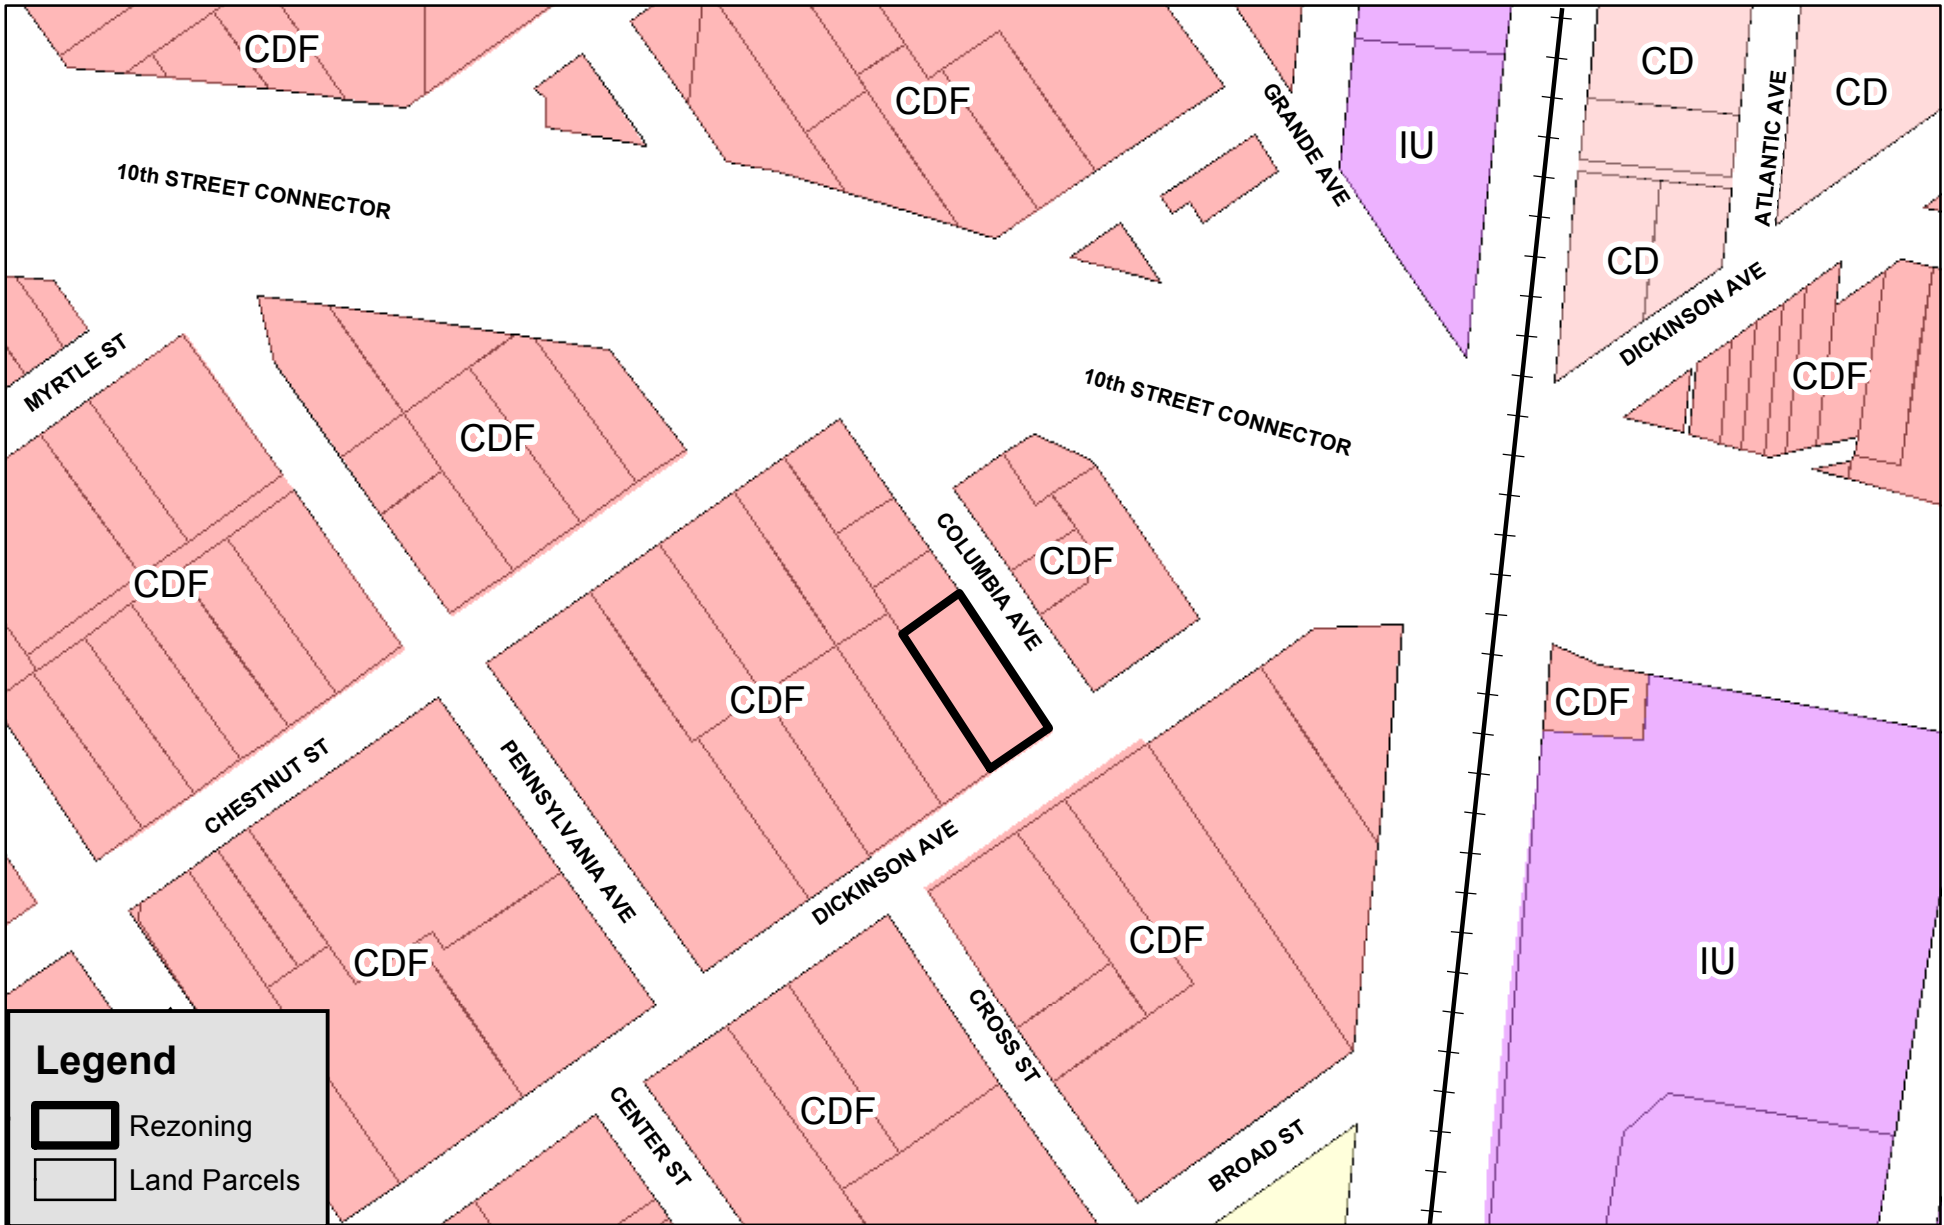 CDF
CDF
CD
CD
GRANDE AVE
IU
ATLANTIC AVE
10th STREET CONNECTOR
CD
DICKINSON AVE
MYRTLE ST
CDF
10th STREET CONNECTOR
CDF
CDF
COLUMBIA AVE
CDF
CDF
CDF
CHESTNUT ST
PENNSYLVANIA AVE
DICKINSON AVE
CDF
CDF
IU
CROSS ST
CENTER ST
CDF
BROAD ST
Legend
Rezoning
Land Parcels